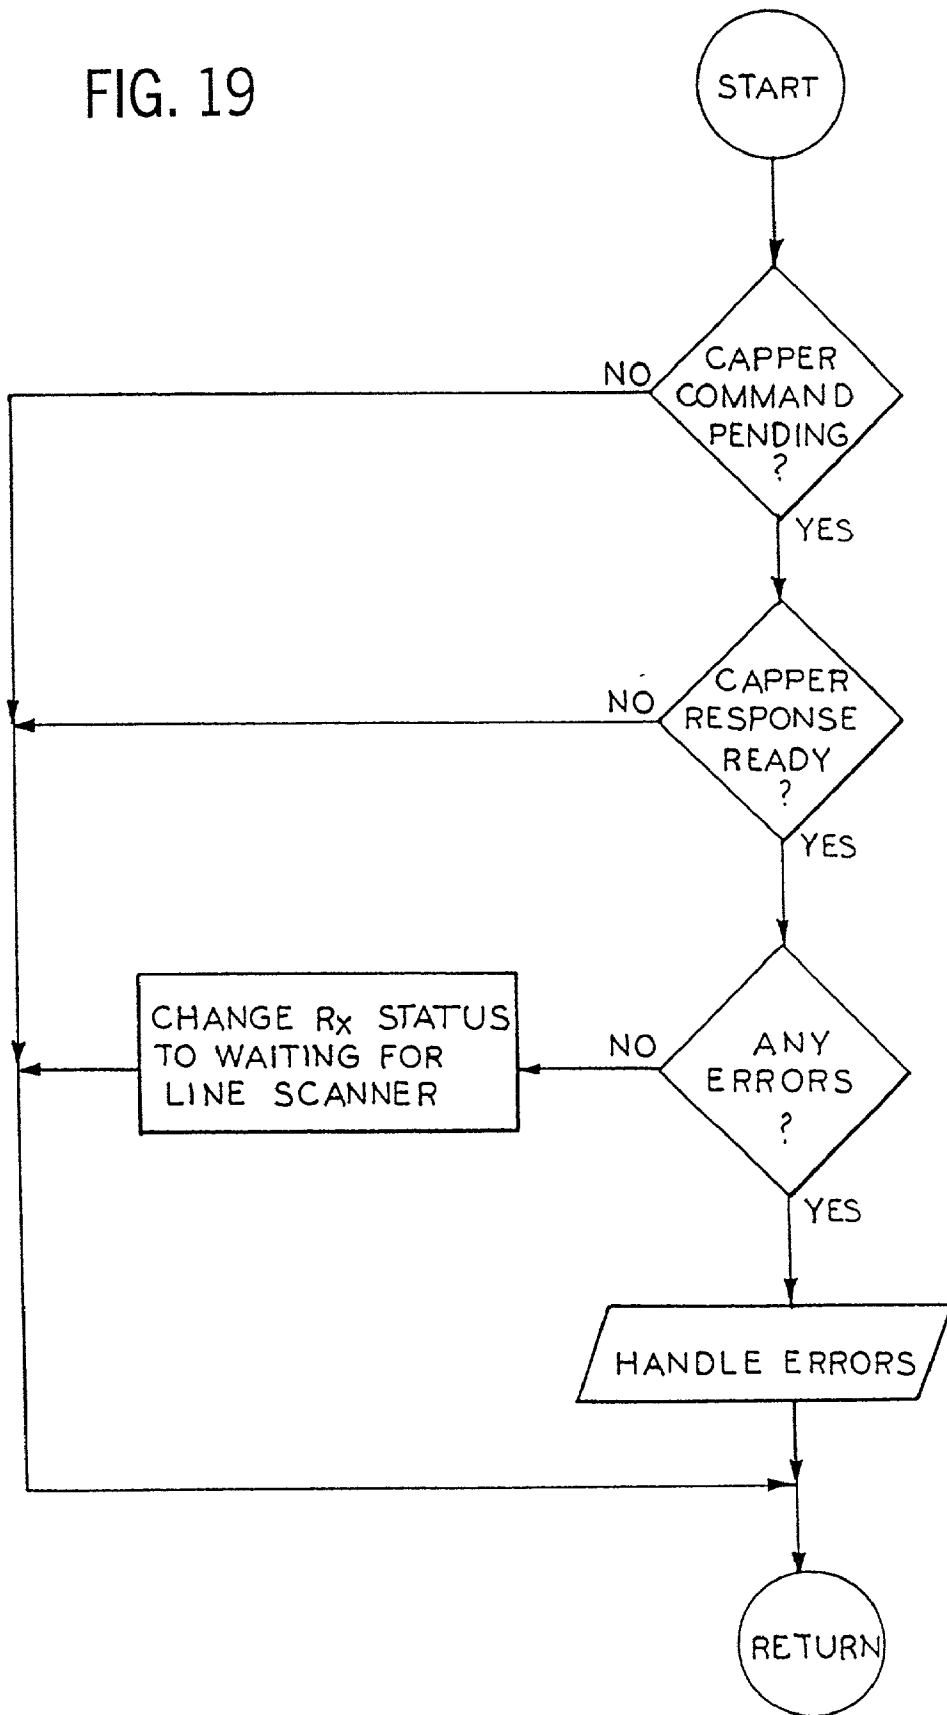 FIG. 19
START
CAPPER
COMMAND
PENDING
?
NO
YES
CAPPER
RESPONSE
READY
?
NO
YES
ANY
ERRORS
?
NO
CHANGE Rx STATUS
TO WAITING FOR
LINE SCANNER
YES
HANDLE ERRORS
RETURN